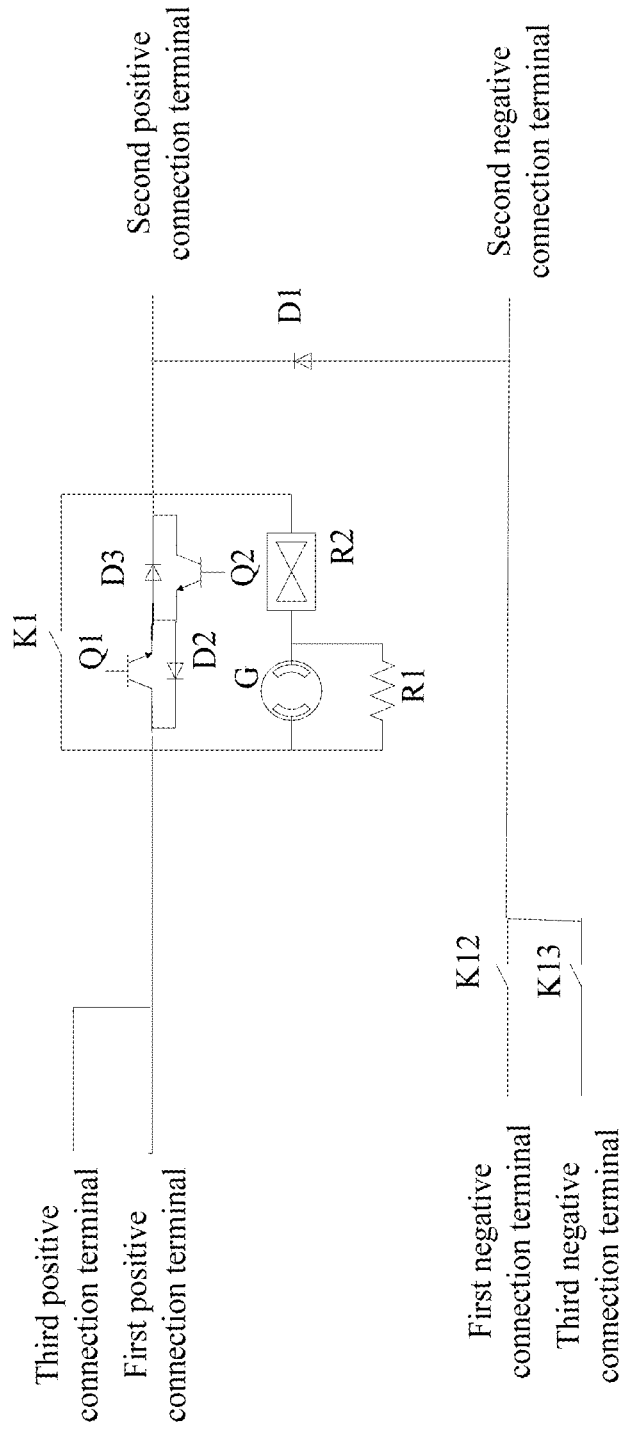 Third positive
connection terminal
First positive
connection terminal
K1
Q1
D3
D2
Q2
G
R2
R1
Second positive
connection terminal
D1
First negative
connection terminal
Third negative
connection terminal
K12
K13
Second negative
connection terminal